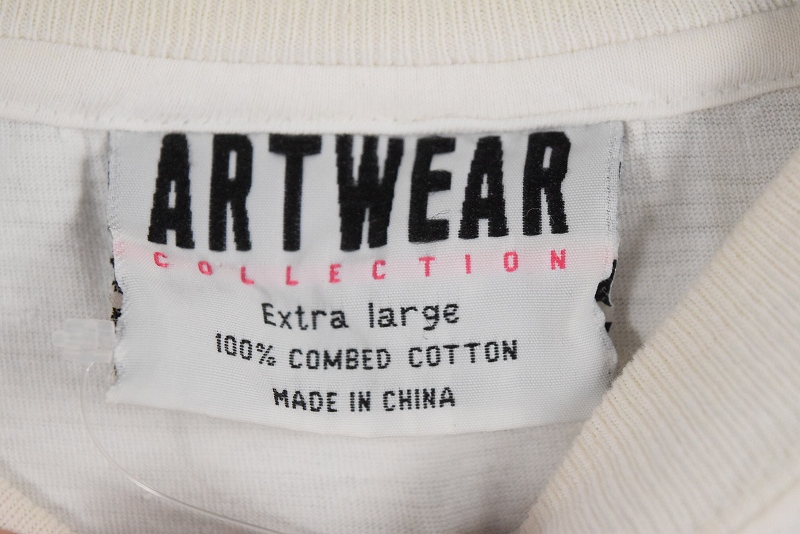 ARTWEAR
COLLECTION
Extra large
100% COMBED COTTON
MADE IN CHINA